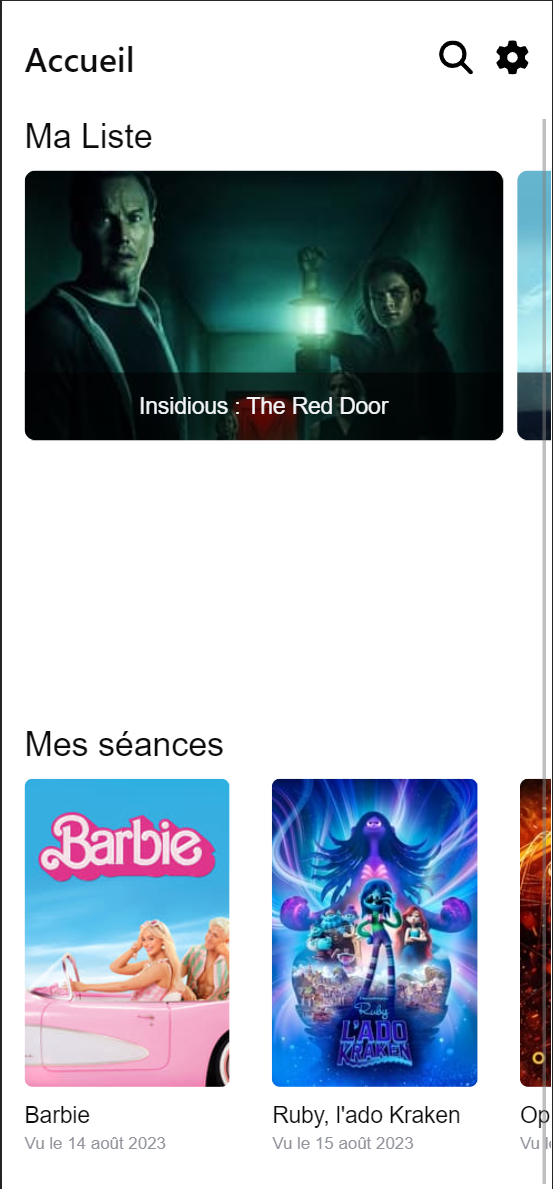 Accueil
Ma Liste
Insidious : The Red Door
Mes séances
Barbie
Ruby
L'ADO
KRAKEN
Barbie
Ruby, l'ado Kraken
Op
Vu le 14 août 2023
Vu le 15 août 2023
Vu